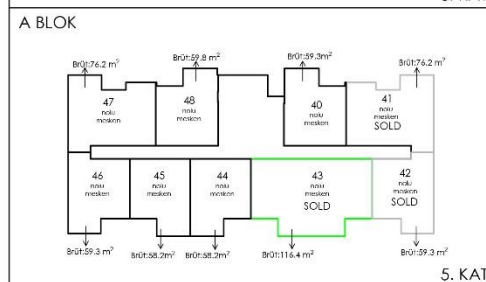 A BLOK
Brüt:76.2 m²
Brüt:59.8 m²
Brüt:59.3m²
Brüt:76.2 m²
47
nolu
mesken
48
nolu
mesken
40
nolu
mesken
41
nolu
mesken
SOLD
46
nolu
mesken
45
nolu
mesken
44
nolu
mesken
43
nolu
mesken
SOLD
42
nolu
mesken
SOLD
Brüt:59.3 m²
Brüt:58.2m²
Brüt:58.2m²
Brüt:116.4 m²
Brüt:59.3 m²
5. KAT